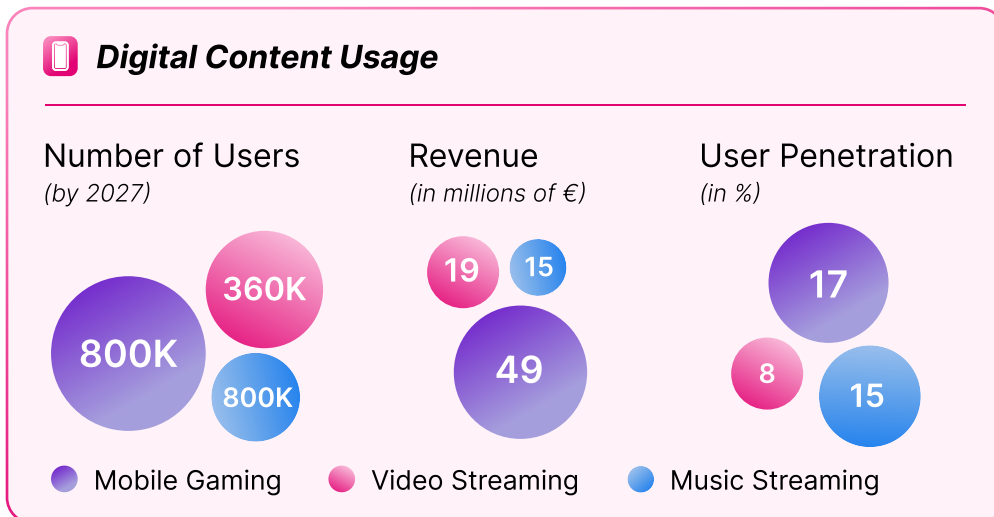 Digital Content Usage
Number of Users
(by 2027)
360K
800K
800K
Revenue
(in millions of €)
19
15
49
User Penetration
(in %)
17
8
15
Mobile Gaming
Video Streaming
Music Streaming